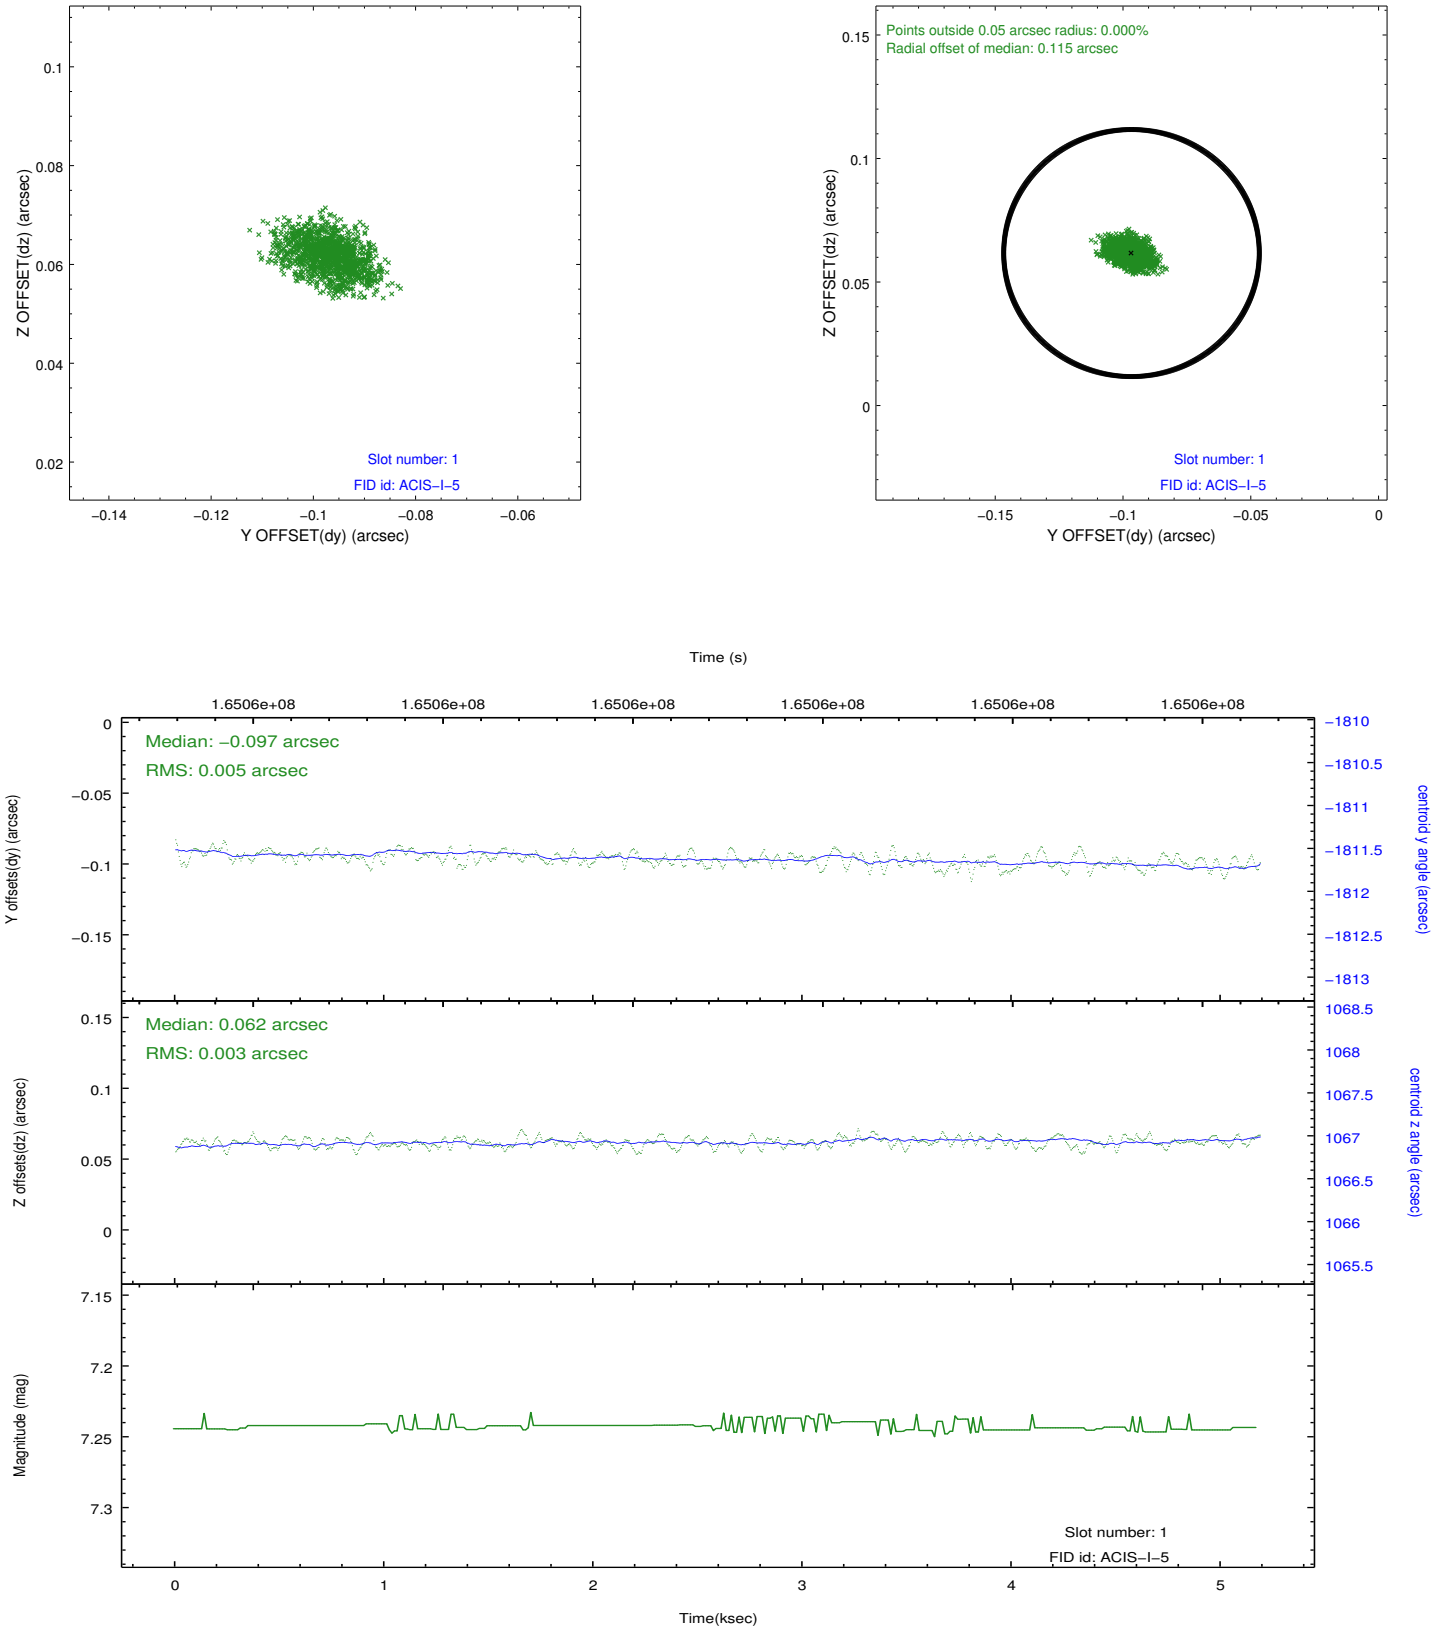 0.1
0.08
0.06
0.04
0.02
Z OFFSET(dz) (arcsec)
Slot number: 1
FID id: ACIS−I−5
−0.14 −0.12 −0.1 −0.08 −0.06
Y OFFSET(dy) (arcsec)
Points outside 0.05 arcsec radius: 0.000%
Radial offset of median: 0.115 arcsec
0.15
0.1
0.05
0
Z OFFSET(dz) (arcsec)
Slot number: 1
FID id: ACIS−I−5
−0.15 −0.1 −0.05 0
Y OFFSET(dy) (arcsec)
Time (s)
1.6506e+08 1.6506e+08 1.6506e+08 1.6506e+08 1.6506e+08 1.6506e+08
Median: −0.097 arcsec
RMS: 0.005 arcsec
0
−0.05
−0.1
−0.15
Y offsets(dy) (arcsec)
−1810
−1810.5
−1811
−1811.5
−1812
−1812.5
−1813
centroid y angle (arcsec)
Median: 0.062 arcsec
RMS: 0.003 arcsec
0.15
0.1
0.05
0
Z offsets(dz) (arcsec)
1068.5
1068
1067.5
1067
1066.5
1066
1065.5
centroid z angle (arcsec)
7.15
7.2
7.25
7.3
Magnitude (mag)
Slot number: 1
FID id: ACIS−I−5
0 1 2 3 4 5
Time(ksec)